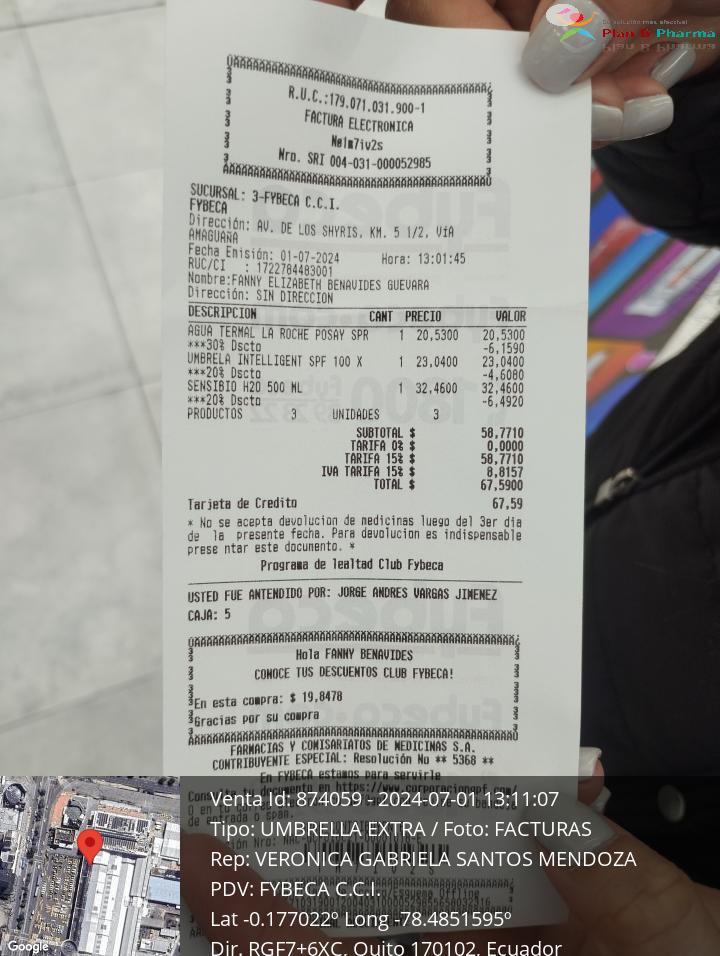 La solución más efectiva!
Plan B Pharma
R.U.C.:179.071.031.900-1
FACTURA ELECTRONICA
Ne1m7iv2s
Nro. SRI 004-031-000052985
SUCURSAL: 3-FYBECA C.C.I.
FYBECA
Dirección: AV. DE LOS SHYRIS, KM. 5 1/2, VíA
AMAGUAÑA
Fecha Emisión: 01-07-2024 Hora: 13:01:45
RUC/CI : 1722784483001
Nombre:FANNY ELIZABETH BENAVIDES GUEVARA
Dirección: SIN DIRECCION
DESCRIPCION CANT PRECIO VALOR
AGUA TERMAL LA ROCHE POSAY SPR 1 20,5300 20,5300
***30% Dscto -6,1590
UMBRELA INTELLIGENT SPF 100 X 1 23,0400 23,0400
***20% Dscto -4,6080
SENSIBIO H2O 500 ML 1 32,4600 32,4600
***20% Dscto -6,4920
PRODUCTOS 3 UNIDADES 3
SUBTOTAL $ 58,7710
TARIFA 0% $ 0,0000
TARIFA 15% $ 58,7710
IVA TARIFA 15% $ 8,8157
TOTAL $ 67,5900
Tarjeta de Credito 67,59
* No se acepta devolucion de medicinas luego del 3er dia
de la presente fecha. Para devolucion es indispensable
prese ntar este documento. *
Programa de lealtad Club Fybeca
USTED FUE ANTENDIDO POR: JORGE ANDRES VARGAS JIMENEZ
CAJA: 5
Hola FANNY BENAVIDES
CONOCE TUS DESCUENTOS CLUB FYBECA!
En esta compra: $ 19,8478
Gracias por su compra
FARMACIAS Y COMISARIATOS DE MEDICINAS S.A.
CONTRIBUYENTE ESPECIAL: Resolución No ** 5368 **
En FYBECA estamos para servirle
Venta Id: 874059 - 2024-07-01 13:11:07
Tipo: UMBRELLA EXTRA / Foto: FACTURAS
Rep: VERONICA GABRIELA SANTOS MENDOZA
PDV: FYBECA C.C.I.
Lat -0.177022º Long -78.4851595º
Dir. RGF7+6XC, Quito 170102, Ecuador
Google